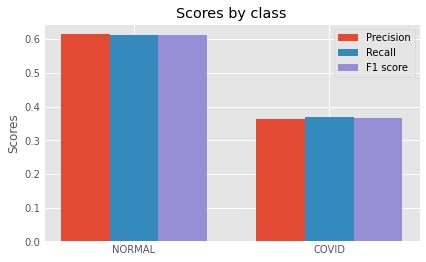 Scores by class
Precision
Recall
F1 score
Scores
0.6
0.5
0.4
0.3
0.2
0.1
0.0
NORMAL COVID